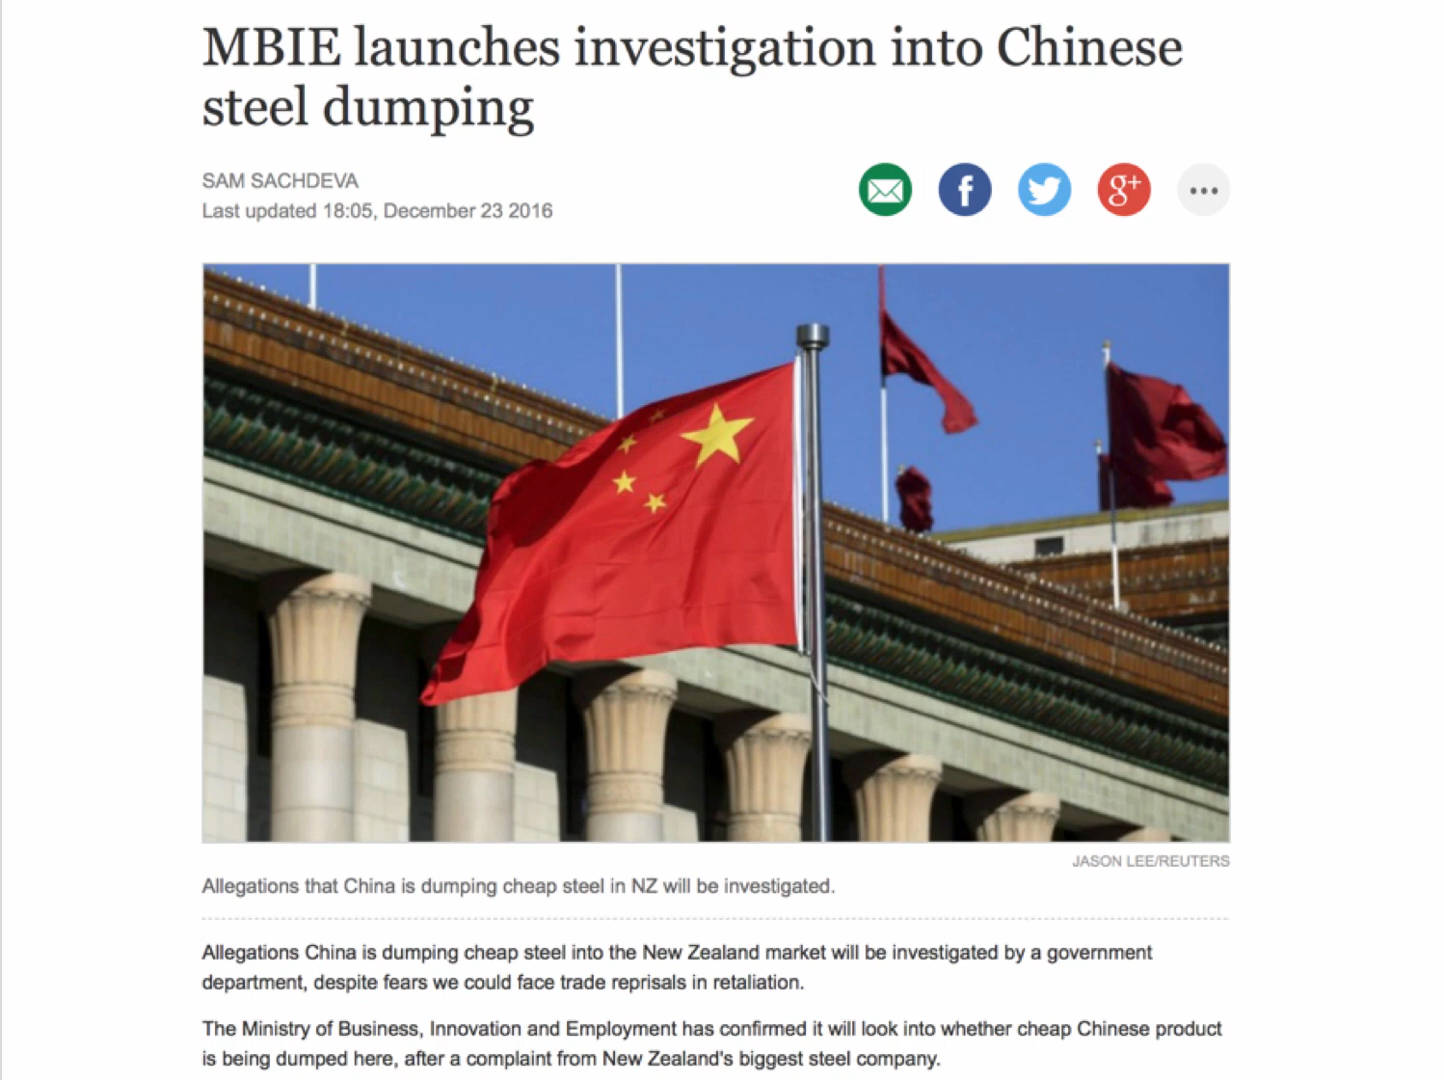 MBIE launches investigation into Chinese
steel dumping
SAM SACHDEVA
Last updated 18:05, December 23 2016
f
g+
JASON LEE/REUTERS
Allegations that China is dumping cheap steel in NZ will be investigated.
Allegations China is dumping cheap steel into the New Zealand market will be investigated by a government
department, despite fears we could face trade reprisals in retaliation.
The Ministry of Business, Innovation and Employment has confirmed it will look into whether cheap Chinese product
is being dumped here, after a complaint from New Zealand's biggest steel company.